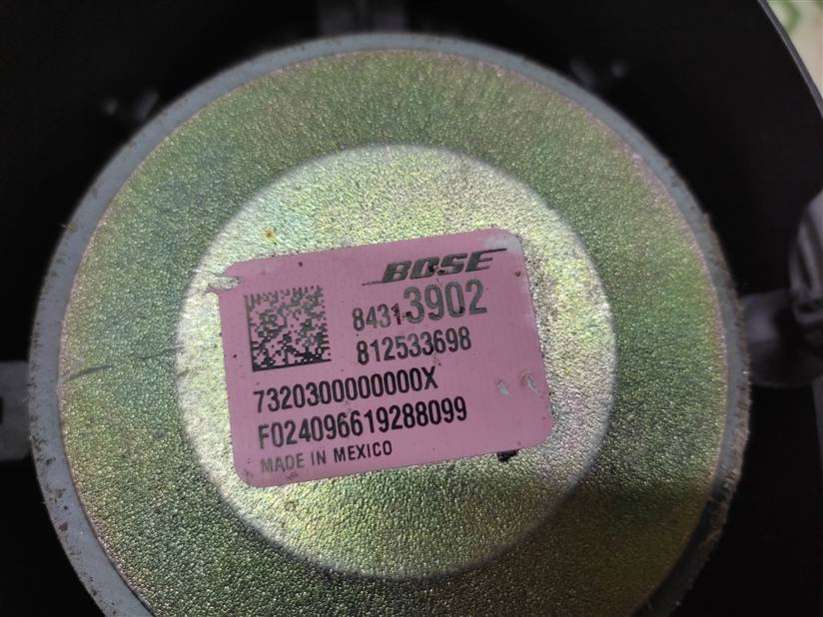 BOSE
84313902
812533698
7320300000000X
F024096619288099
MADE IN MEXICO